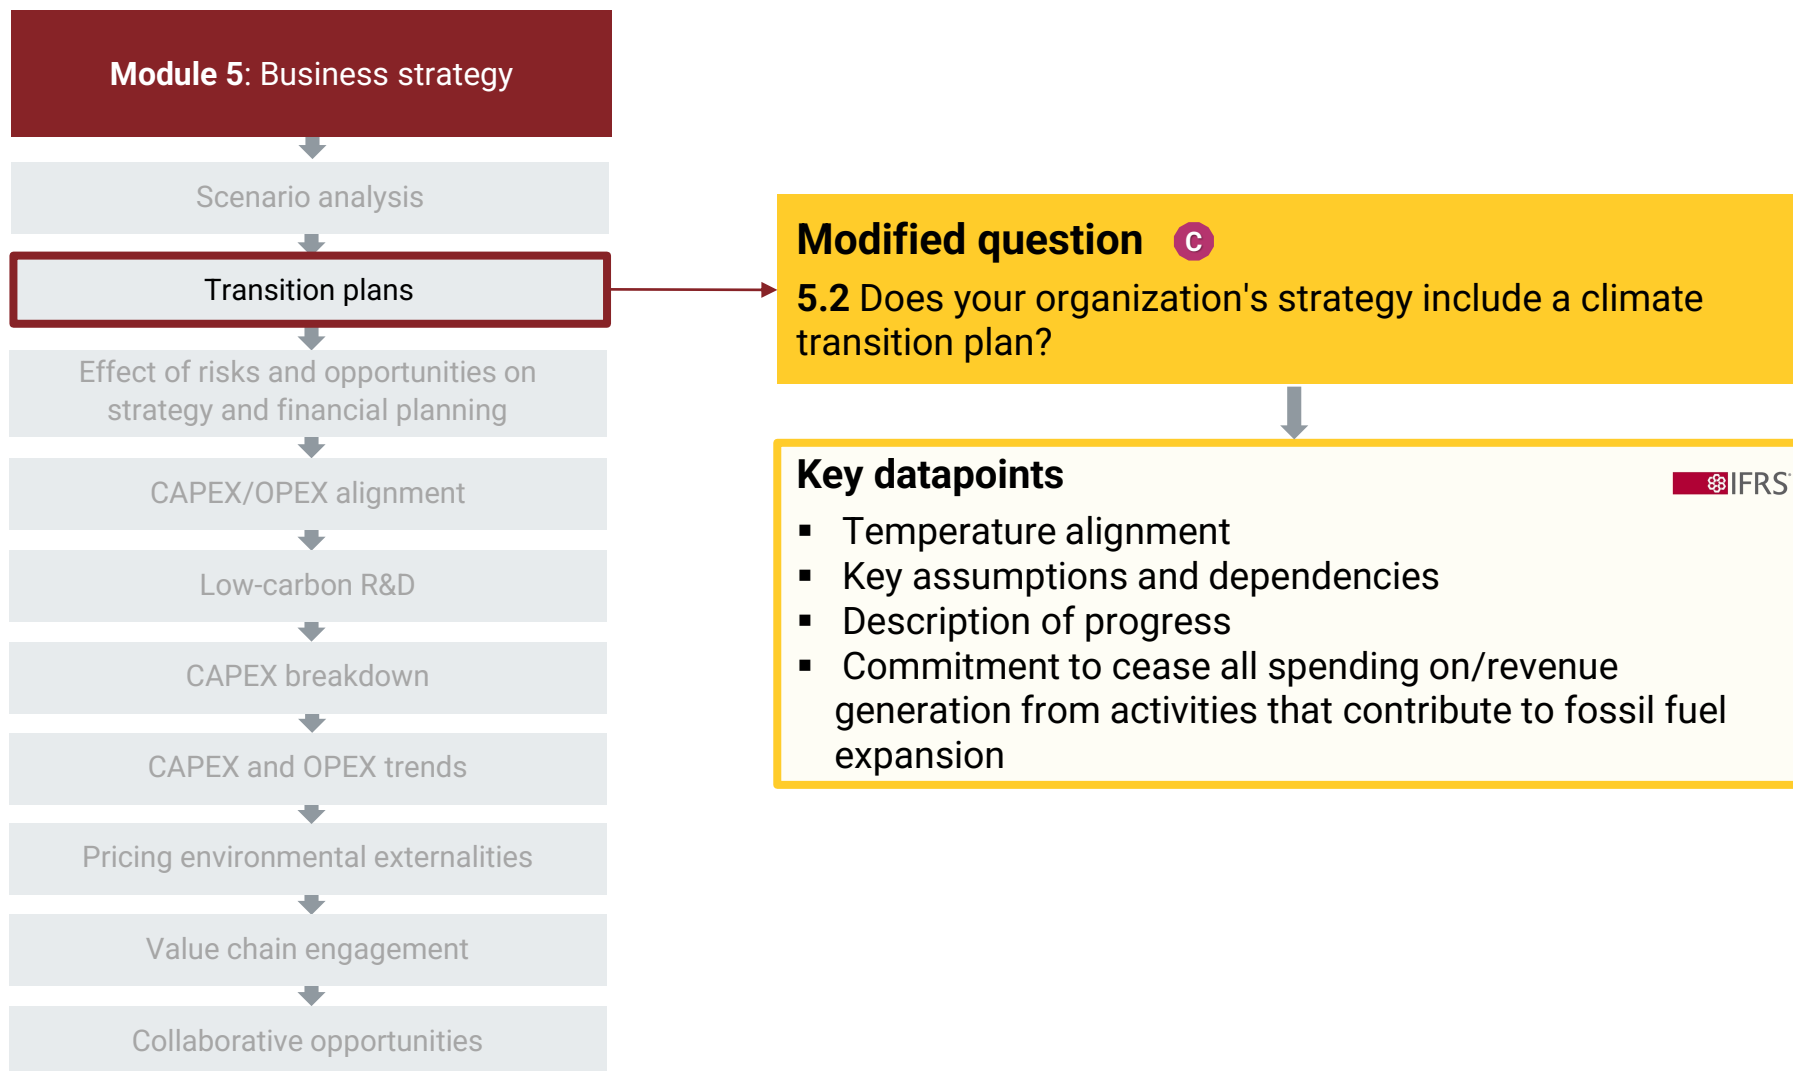 Module 5: Business strategy
Scenario analysis
Transition plans
Effect of risks and opportunities on
strategy and financial planning
CAPEX/OPEX alignment
Low-carbon R&D
CAPEX breakdown
CAPEX and OPEX trends
Pricing environmental externalities
Value chain engagement
Collaborative opportunities
Modified question C
5.2 Does your organization's strategy include a climate
transition plan?
Key datapoints
IFRS
▪ Temperature alignment
▪ Key assumptions and dependencies
▪ Description of progress
▪ Commitment to cease all spending on/revenue
generation from activities that contribute to fossil fuel
expansion